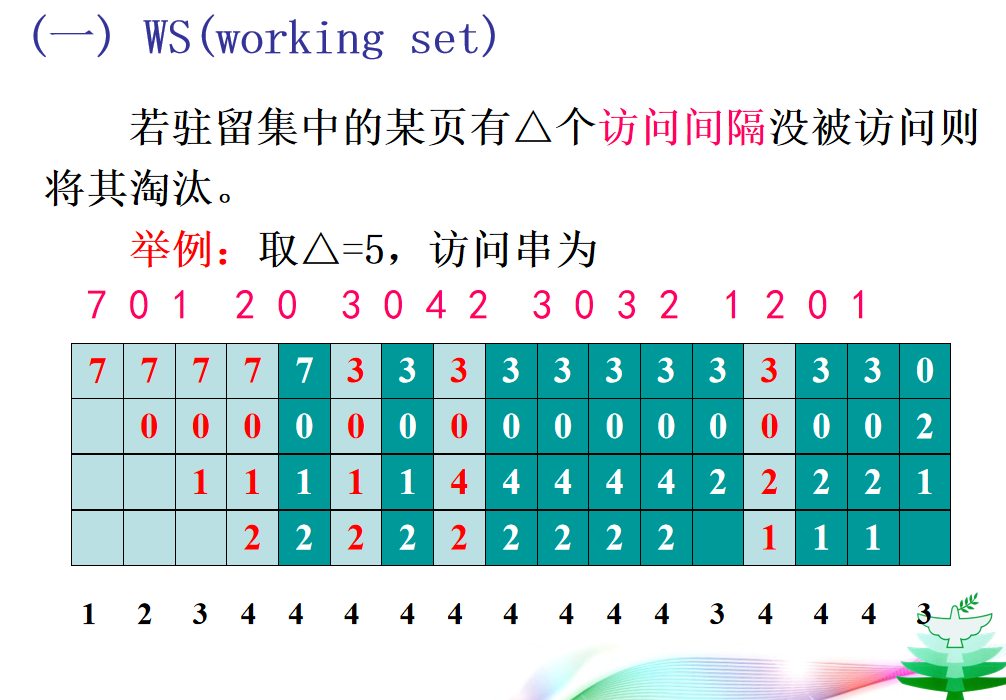 (一) WS(working set)
若驻留集中的某页有△个访问间隔没被访问则
将其淘汰。
举例：取△=5，访问串为
7 0 1 2 0 3 0 4 2 3 0 3 2 1 2 0 1
7 7 7 7 7 3 3 3 3 3 3 3 3 3 3 3 0
0 0 0 0 0 0 0 0 0 0 0 0 0 0 0 2
1 1 1 1 1 4 4 4 4 4 2 2 2 2 1
2 2 2 2 2 2 2 2 2 1 1 1
1 2 3 4 4 4 4 4 4 4 4 4 3 4 4 4 3